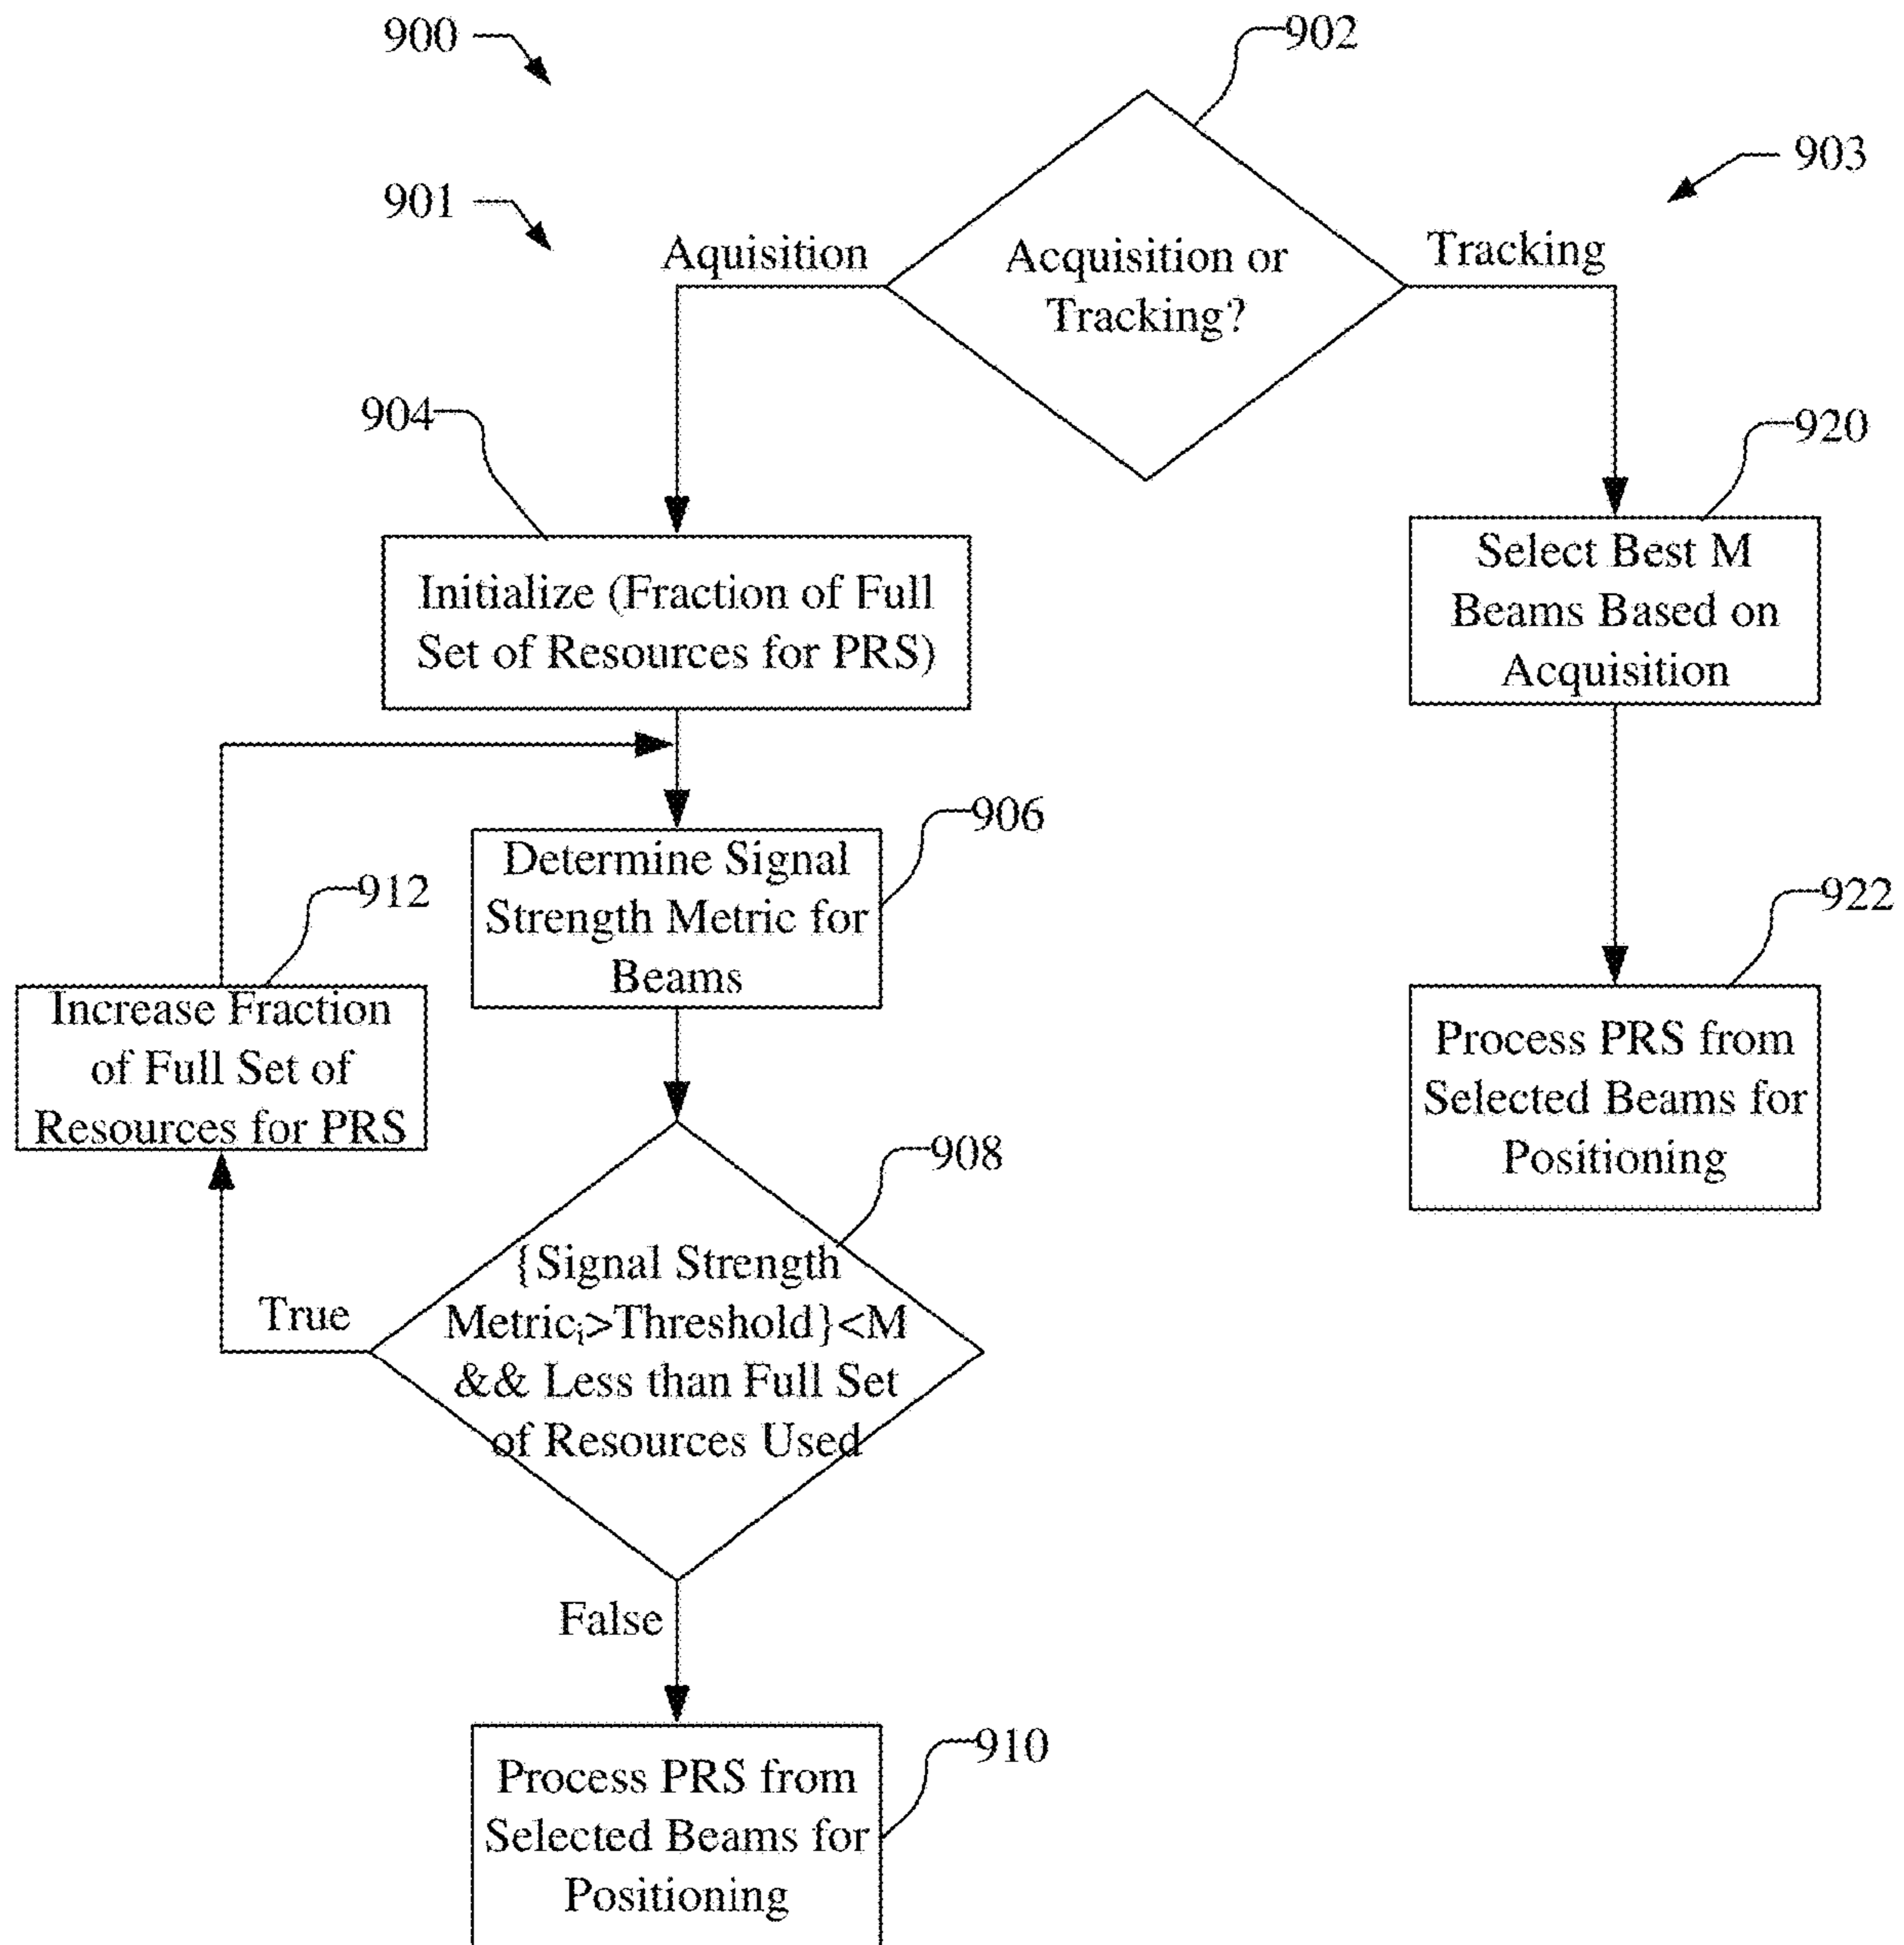 900
902
903
901
Aquisition
Acquisition or
Tracking?
Tracking
904
920
Initialize (Fraction of Full
Set of Resources for PRS)
Select Best M
Beams Based on
Acquisition
906
Determine Signal
Strength Metric for
Beams
912
Increase Fraction
of Full Set of
Resources for PRS
922
Process PRS from
Selected Beams for
Positioning
908
{Signal Strength
Metricᵢ>Threshold}<M
&& Less than Full Set
of Resources Used
True
False
910
Process PRS from
Selected Beams for
Positioning